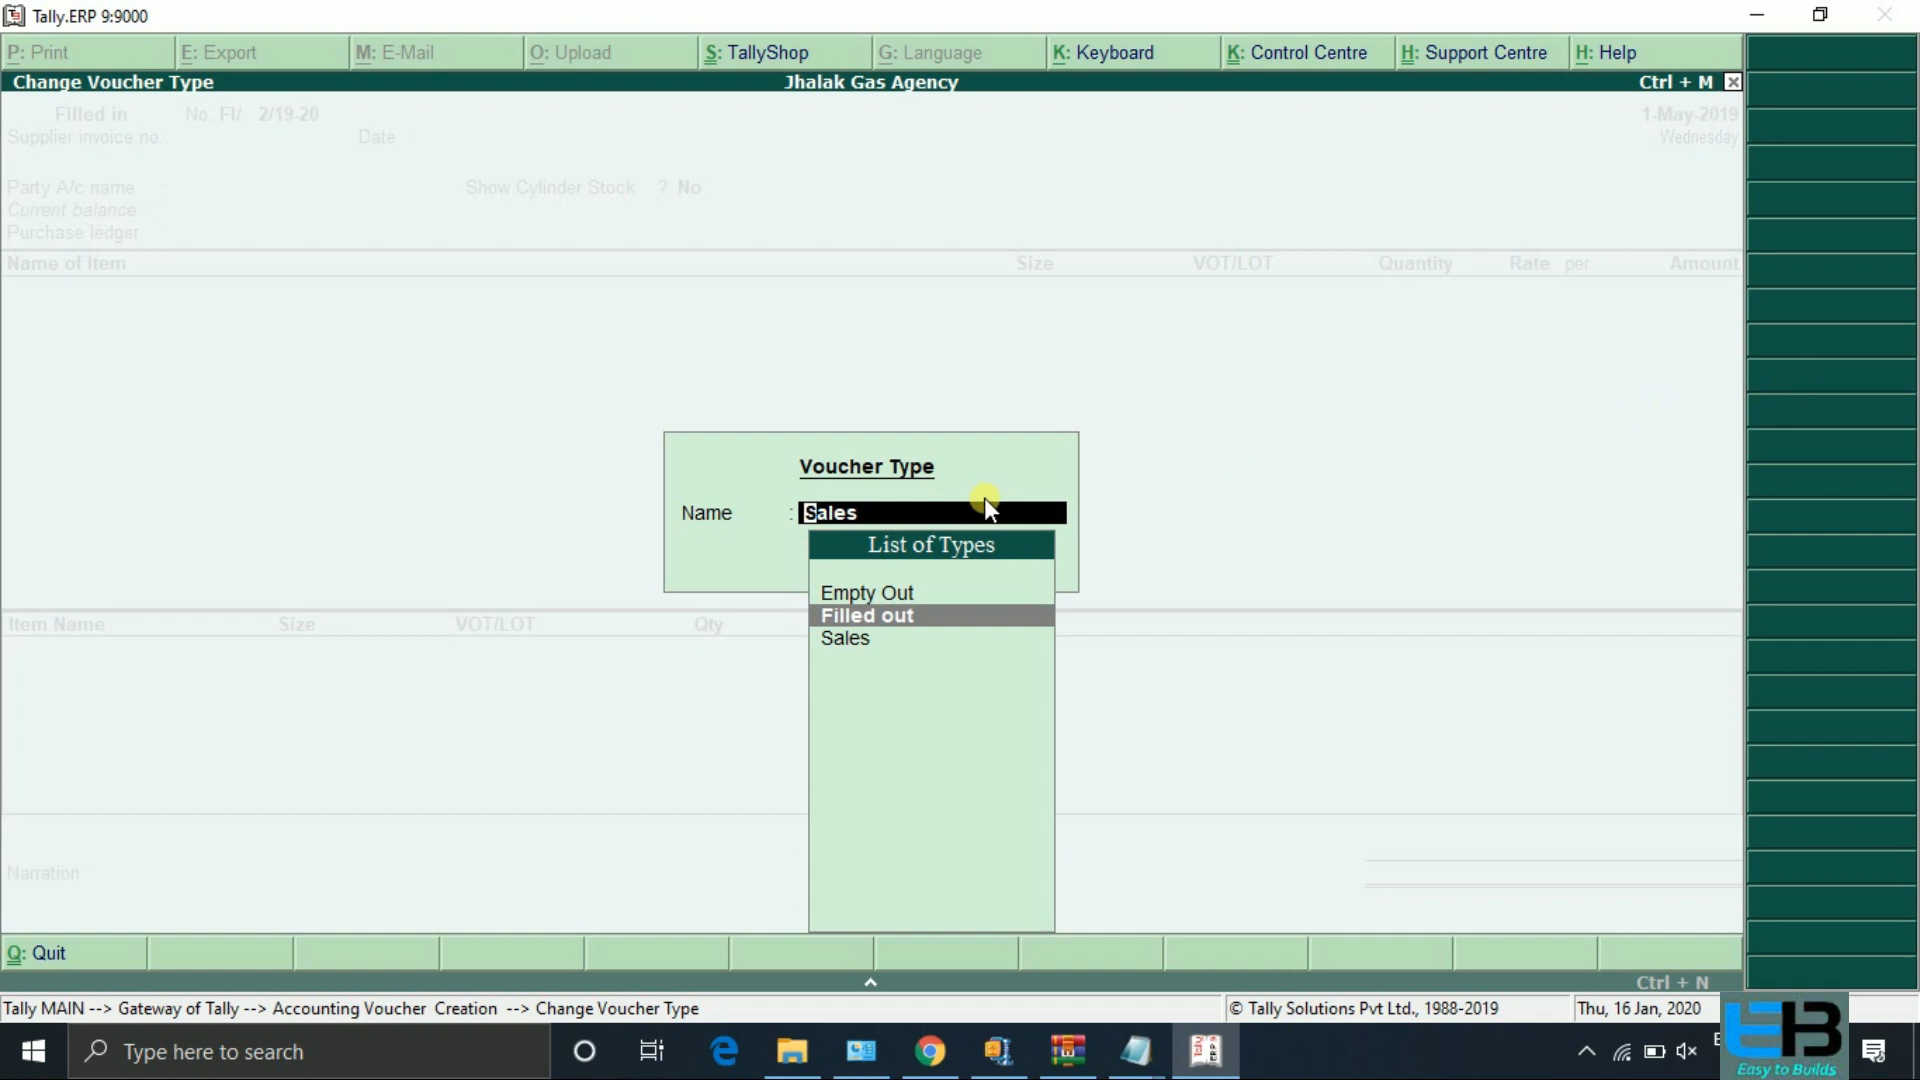 Tally.ERP 9:9000
P: Print E: Export M: E-Mail O: Upload S: TallyShop G: Language K: Keyboard K: Control Centre H: Support Centre H: Help
Change Voucher Type Jhalak Gas Agency Ctrl + M
Filled in No. FI/ 2/19-20 1-May-2019
Supplier invoice no.: Date : Wednesday
Party A/c name : Show Cylinder Stock ? No
Current balance :
Purchase ledger :
Name of Item Size VOT/LOT Quantity Rate per Amount
Voucher Type
Name : Sales
List of Types
Empty Out
Filled out
Sales
Item Name Size VOT/LOT Qty
Narration
Q: Quit
Ctrl + N
Tally MAIN --> Gateway of Tally --> Accounting Voucher Creation --> Change Voucher Type © Tally Solutions Pvt Ltd., 1988-2019 Thu, 16 Jan, 2020
Type here to search
EB
Easy to Builds